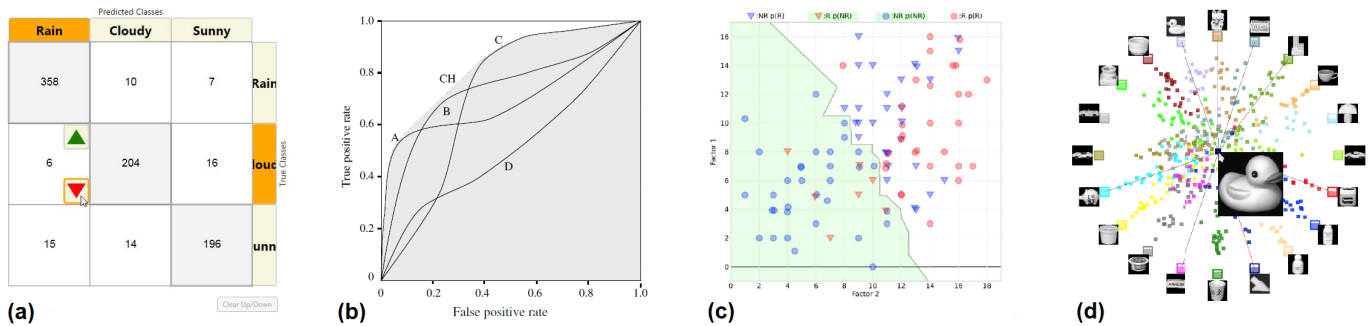 Predicted Classes
Rain Cloudy Sunny
358 10 7 Rain
6 204 16 loud
True Classes
15 14 196 unn
Clear Up/Down
(a)
True positive rate
1.0
0.8
0.6
0.4
0.2
0
C
CH
B
A
D
0 0.2 0.4 0.6 0.8 1.0
False positive rate
(b)
:NR p(R) :R p(NR) :NR p(NR) :R p(R)
Factor 1
16
14
12
10
8
6
4
2
0
0 2 4 6 8 10 12 14 16 18
Factor 2
(c)
(d)